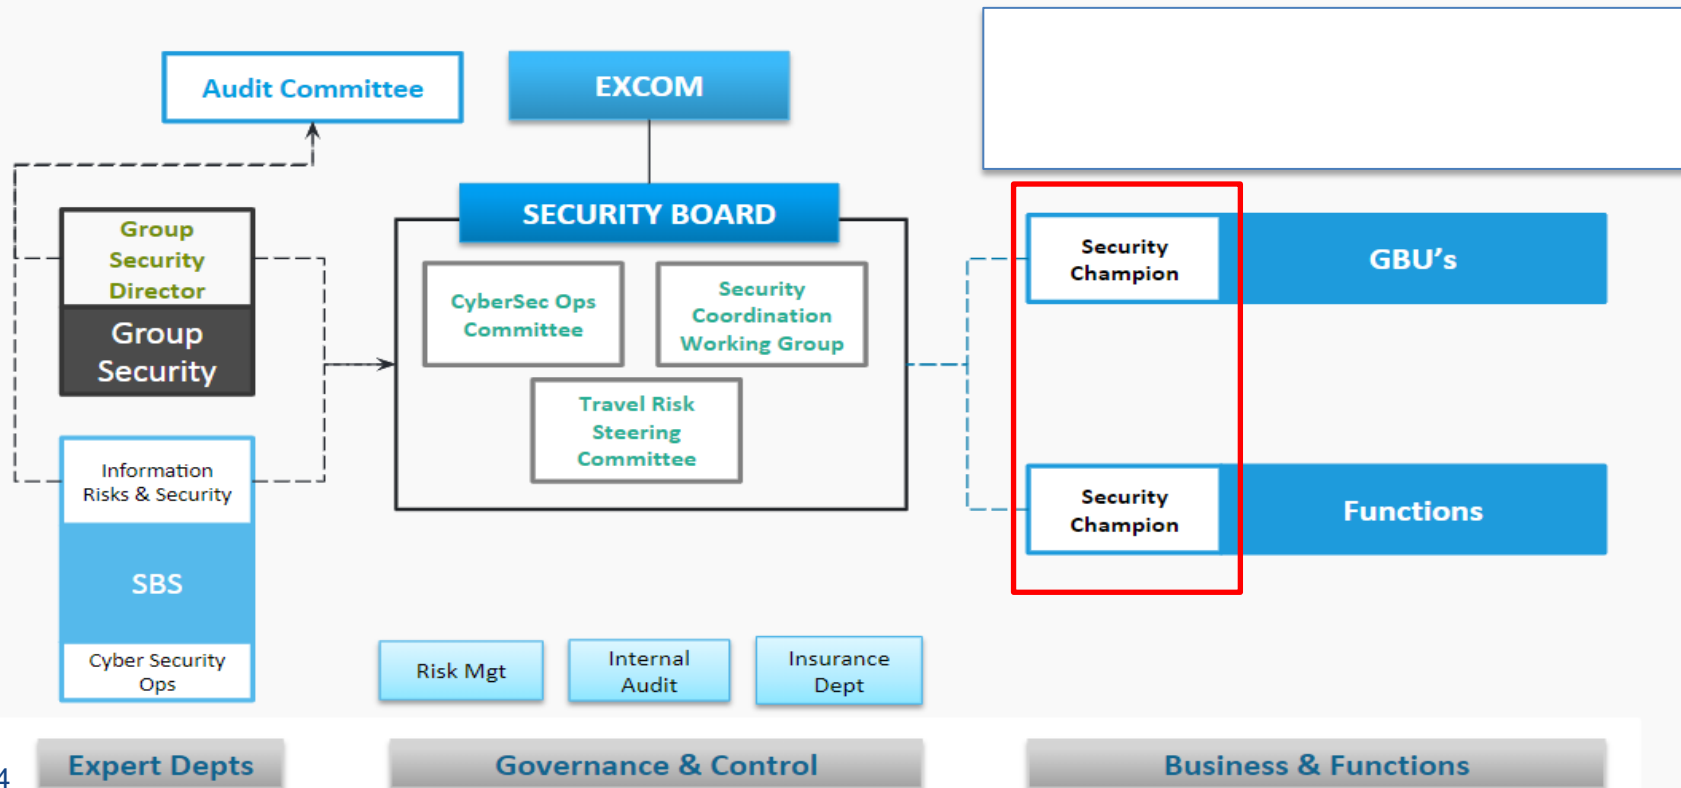 Audit Committee
EXCOM
SECURITY BOARD
Group
Security
Director
Group
Security
CyberSec Ops
Committee
Security
Coordination
Working Group
Travel Risk
Steering
Committee
Security
Champion
GBU's
Information
Risks & Security
SBS
Cyber Security
Ops
Security
Champion
Functions
Risk Mgt
Internal
Audit
Insurance
Dept
4
Expert Depts
Governance & Control
Business & Functions